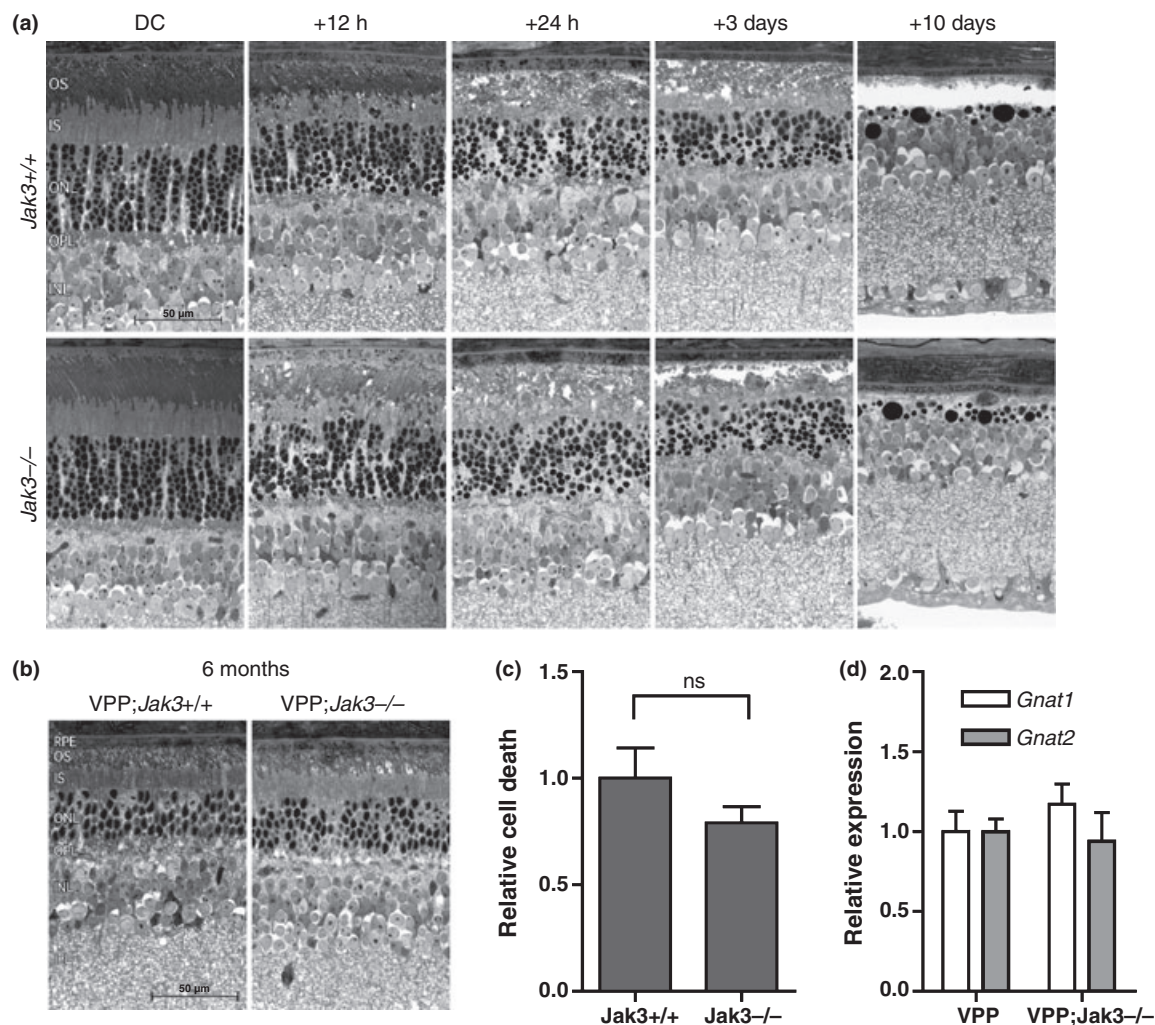 (a) DC +12 h +24 h +3 days +10 days
Jak3+/+
OS
IS
ONL
OPL
INL
50 µm
Jak3–/–
(b) 6 months
VPP;Jak3+/+ VPP;Jak3–/–
RPE
OS
IS
ONL
OPL
INL
50 µm
(c)
Relative cell death
1.5
1.0
0.5
0.0
ns
Jak3+/+ Jak3–/–
(d)
Relative expression
2.0
1.5
1.0
0.5
0.0
Gnat1
Gnat2
VPP VPP;Jak3–/–